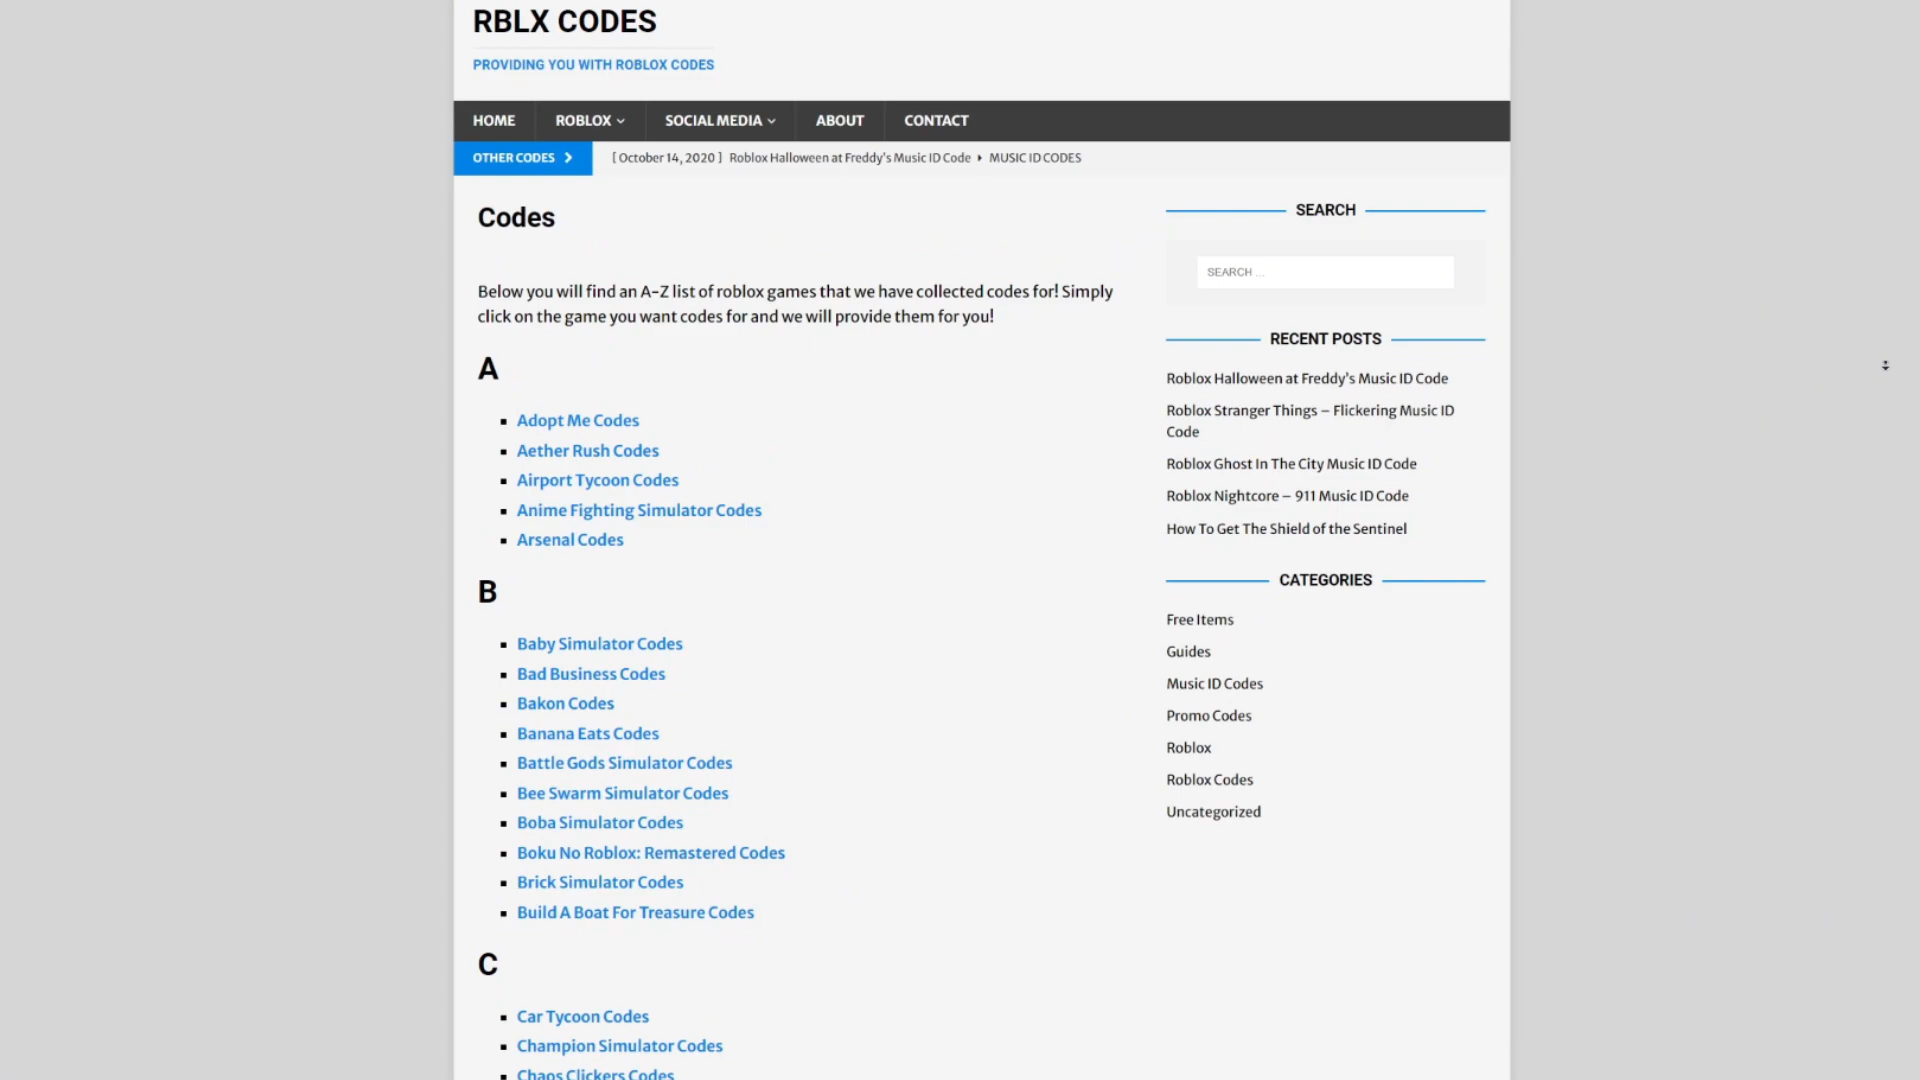 RBLX CODES
PROVIDING YOU WITH ROBLOX CODES
HOME ROBLOX SOCIAL MEDIA ABOUT CONTACT
OTHER CODES [ October 14, 2020 ] Roblox Halloween at Freddy's Music ID Code MUSIC ID CODES
Codes
Below you will find an A-Z list of roblox games that we have collected codes for! Simply
click on the game you want codes for and we will provide them for you!
A
Adopt Me Codes
Aether Rush Codes
Airport Tycoon Codes
Anime Fighting Simulator Codes
Arsenal Codes
B
Baby Simulator Codes
Bad Business Codes
Bakon Codes
Banana Eats Codes
Battle Gods Simulator Codes
Bee Swarm Simulator Codes
Boba Simulator Codes
Boku No Roblox: Remastered Codes
Brick Simulator Codes
Build A Boat For Treasure Codes
C
Car Tycoon Codes
Champion Simulator Codes
Chaos Clickers Codes
SEARCH
SEARCH ...
RECENT POSTS
Roblox Halloween at Freddy's Music ID Code
Roblox Stranger Things – Flickering Music ID
Code
Roblox Ghost In The City Music ID Code
Roblox Nightcore – 911 Music ID Code
How To Get The Shield of the Sentinel
CATEGORIES
Free Items
Guides
Music ID Codes
Promo Codes
Roblox
Roblox Codes
Uncategorized